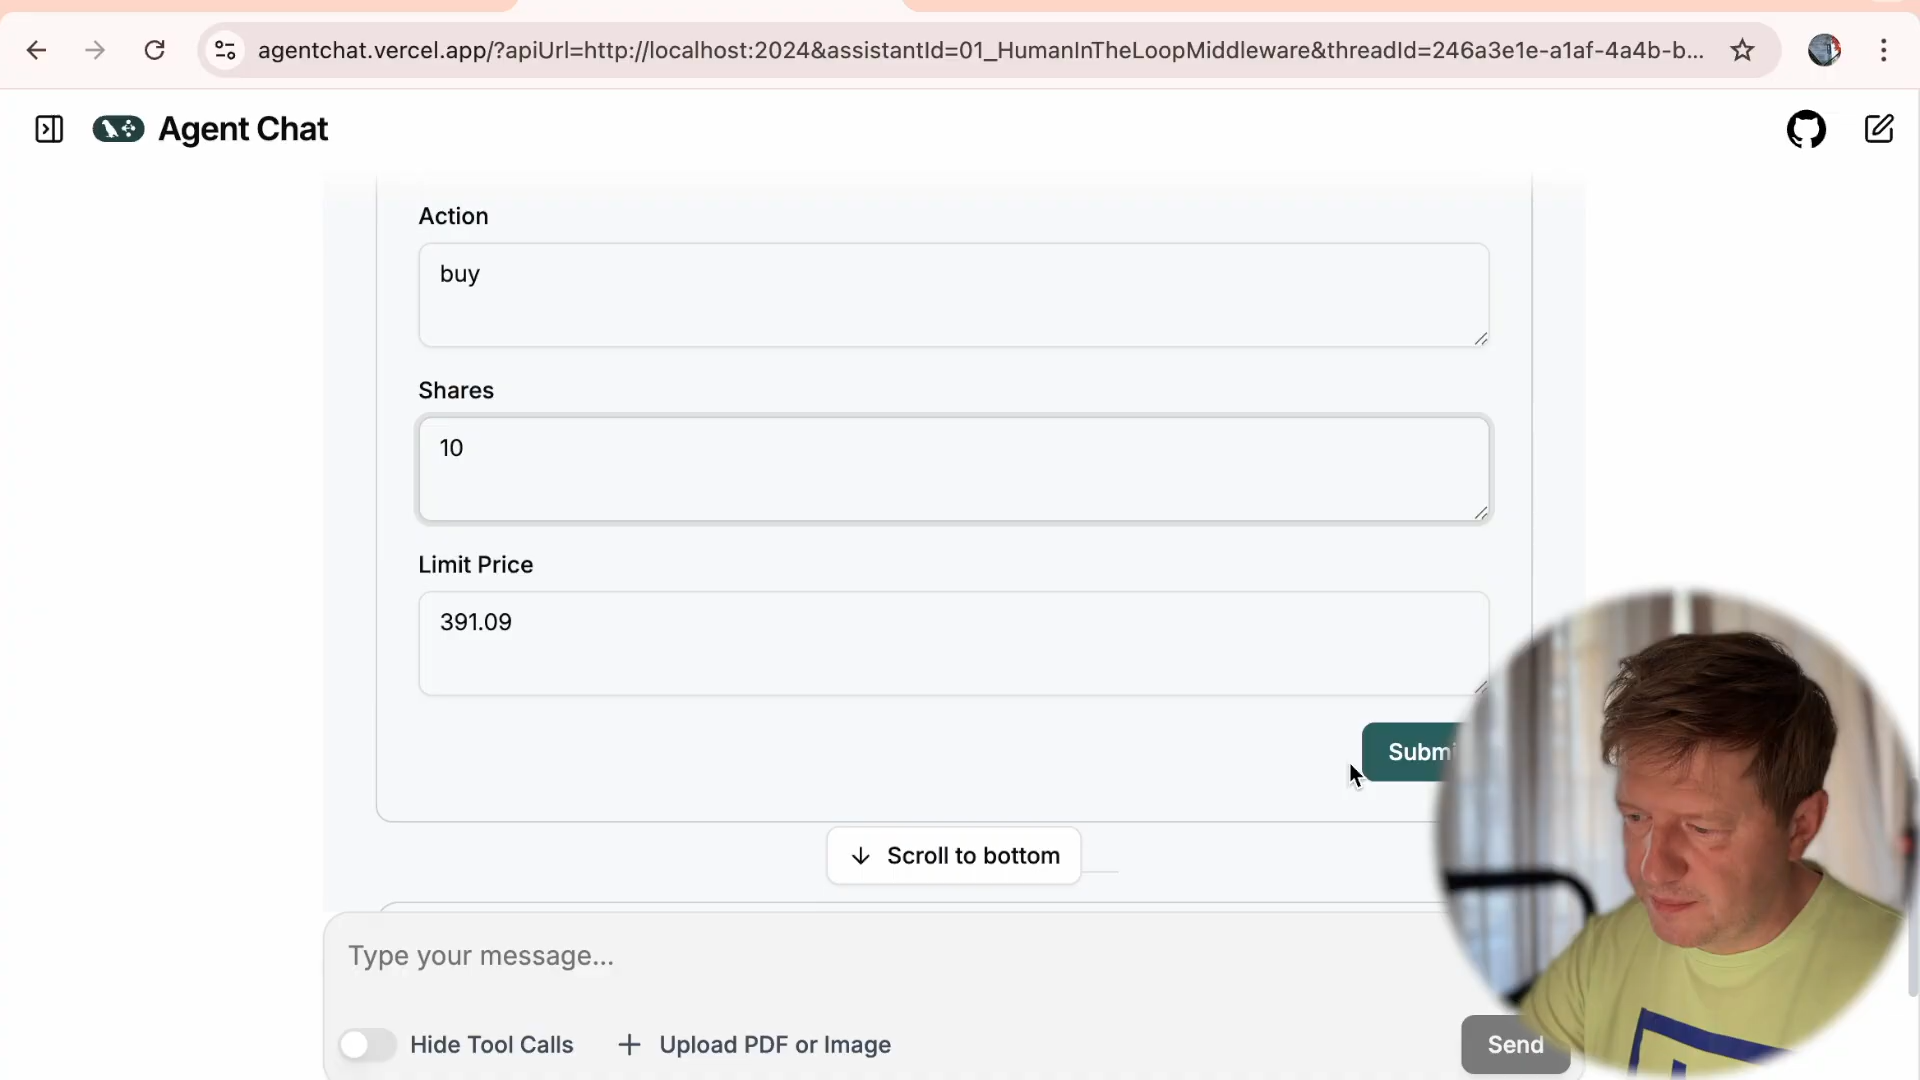 agentchat.vercel.app/?apiUrl=http://localhost:2024&assistantId=01_HumanInTheLoopMiddleware&threadId=246a3e1e-a1af-4a4b-b...
Agent Chat
Action
buy
Shares
10
Limit Price
391.09
Submi
Scroll to bottom
Type your message...
Hide Tool Calls
Upload PDF or Image
Send